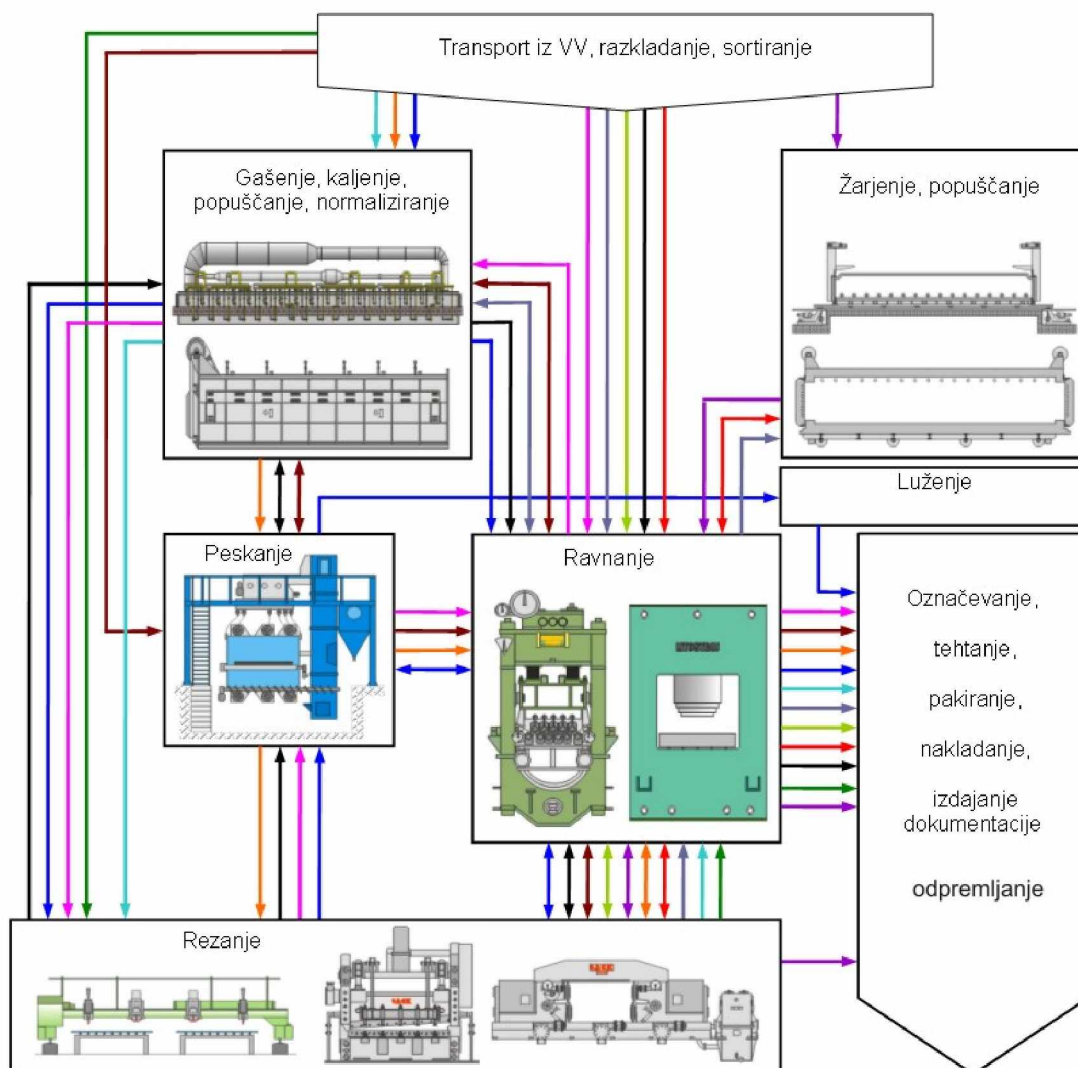 Transport iz VV, razkladanje, sortiranje
Gašenje, kaljenje,
popuščanje, normaliziranje
Žarjenje, popuščanje
Luženje
Peskanje
Ravnanje
Označevanje,
tehtanje,
pakiranje,
nakladanje,
izdajanje
dokumentacije
odpremljanje
Rezanje